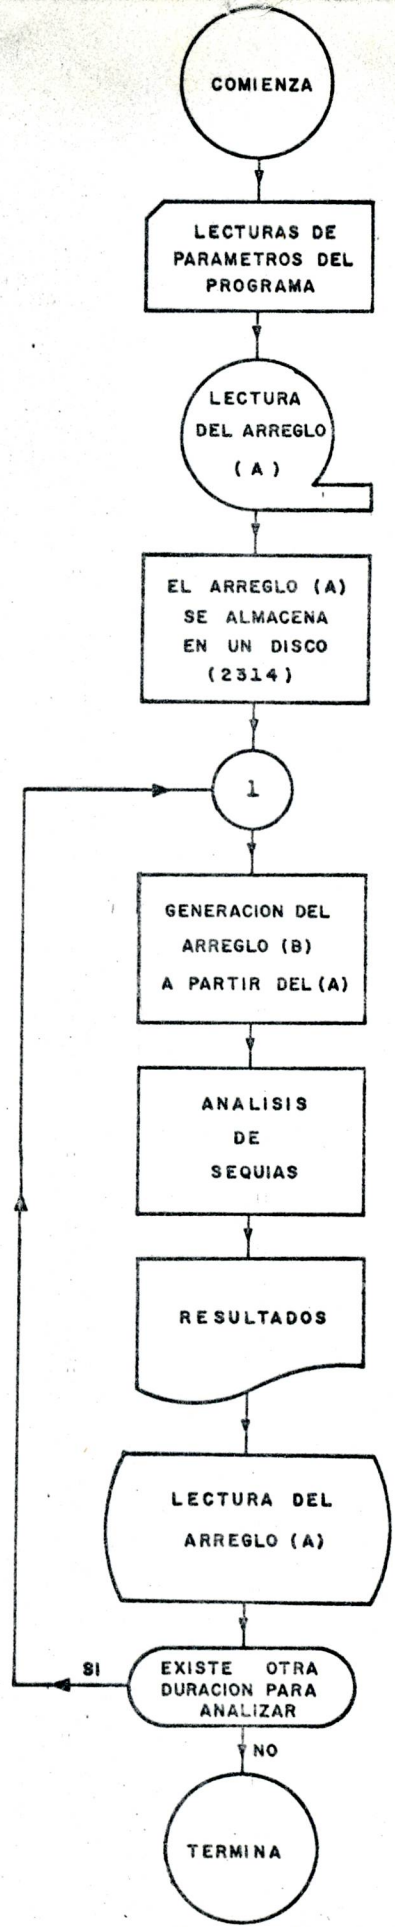 COMIENZA
LECTURAS DE
PARAMETROS DEL
PROGRAMA
LECTURA
DEL ARREGLO
(A)
EL ARREGLO (A)
SE ALMACENA
EN UN DISCO
(2314)
1
GENERACION DEL
ARREGLO (B)
A PARTIR DEL (A)
ANALISIS
DE
SEQUIAS
RESULTADOS
LECTURA DEL
ARREGLO (A)
SI
EXISTE OTRA
DURACION PARA
ANALIZAR
NO
TERMINA